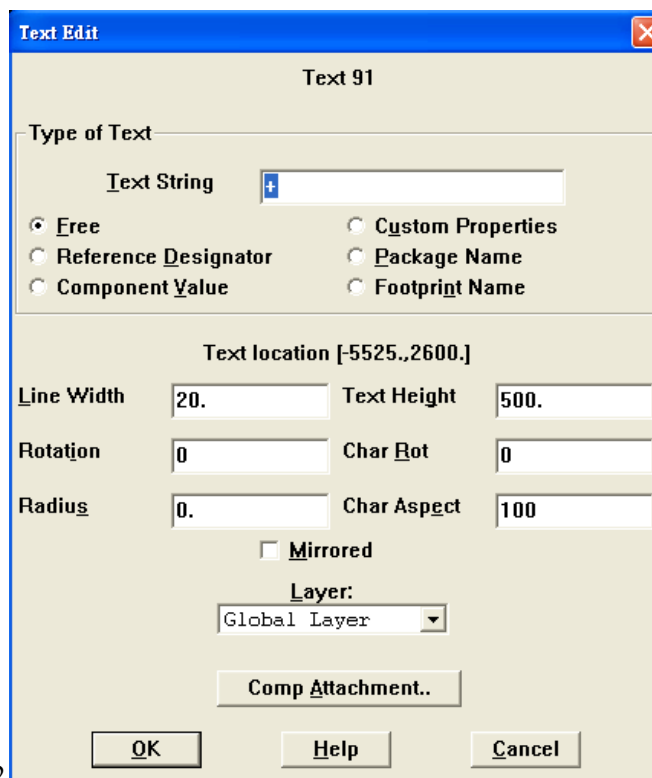 Text Edit
Text 91
Type of Text
Text String +
Free Custom Properties
Reference Designator Package Name
Component Value Footprint Name
Text location [-5525.,2600.]
Line Width 20. Text Height 500.
Rotation 0 Char Rot 0
Radius 0. Char Aspect 100
Mirrored
Layer:
Global Layer
Comp Attachment..
OK Help Cancel